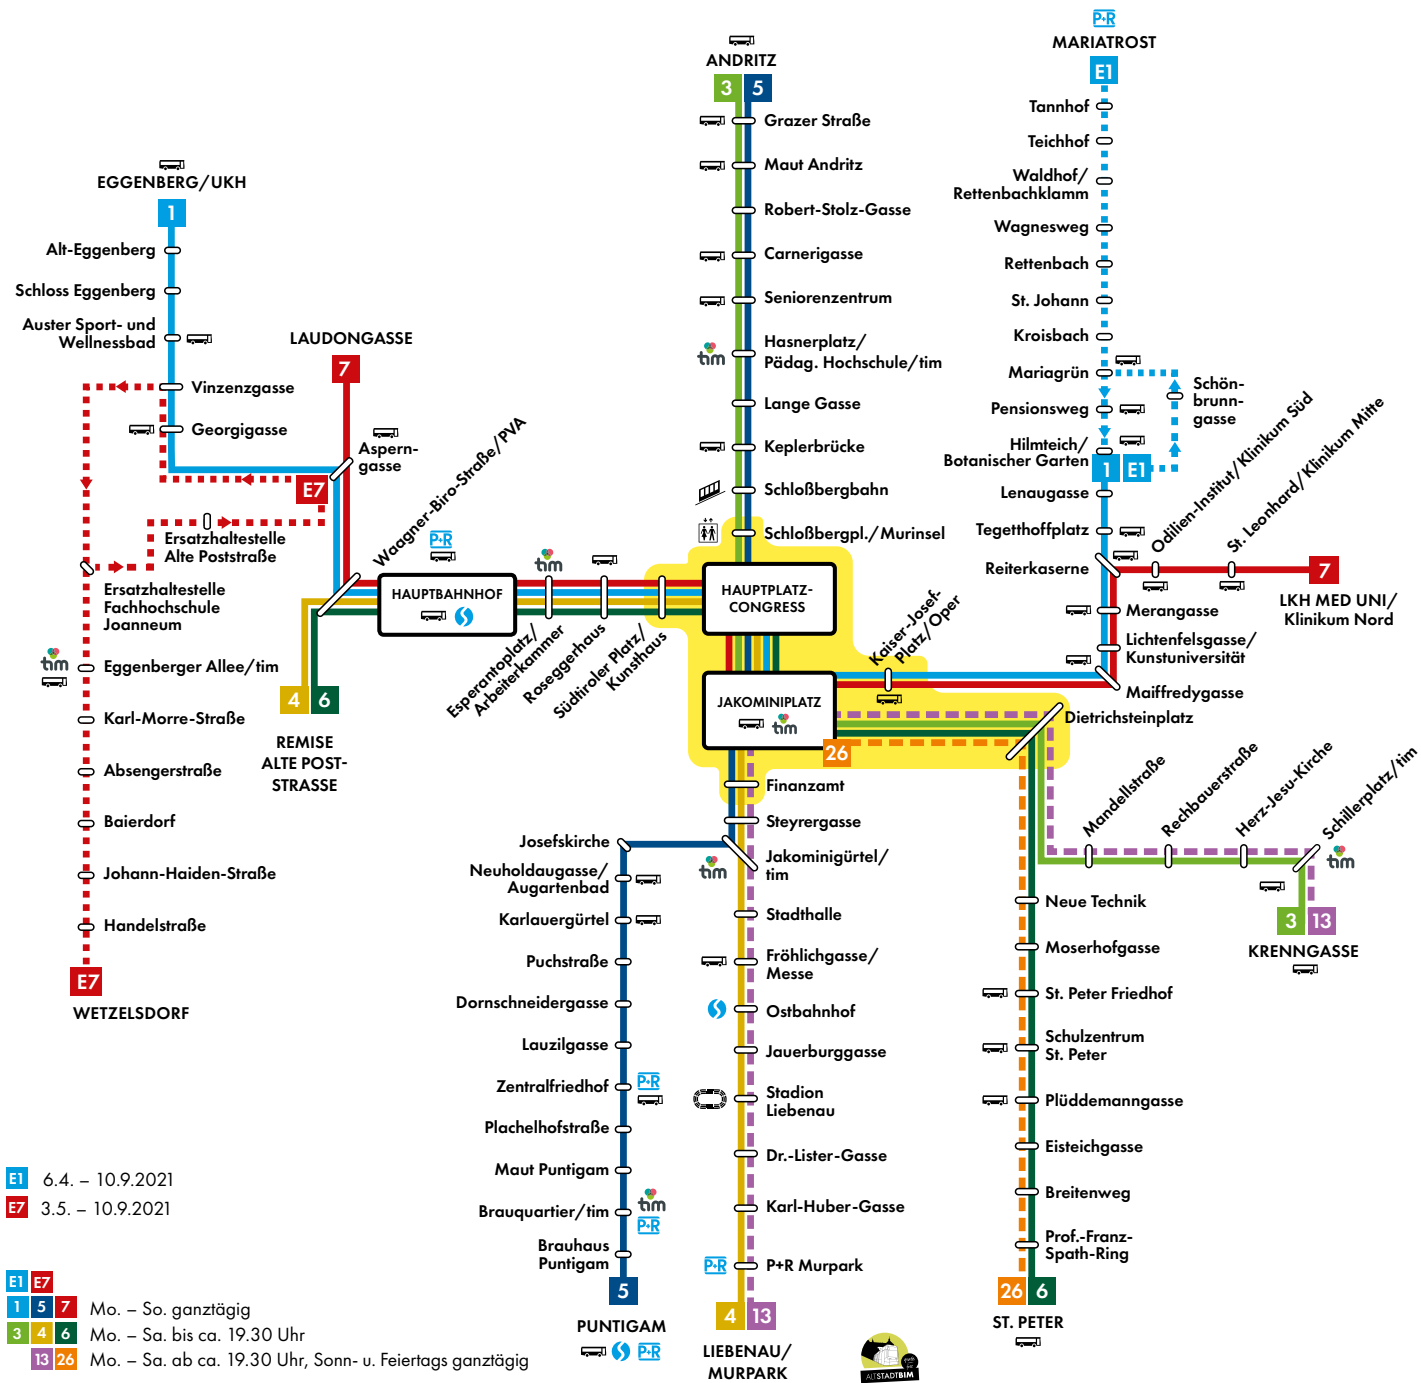 P+R
MARIATROST
E1
Tannhof
Teichhof
Waldhof/
Rettenbachklamm
Wagnesweg
Rettenbach
St. Johann
Kroisbach
Mariagrün
Pensionsweg
Hilmteich/
Botanischer Garten
1 E1
Schön-
brunn-
gasse
Lenaugasse
Tegetthoffplatz
Reiterkaserne
Odilien-Institut/Klinikum Süd
St. Leonhard/Klinikum Mitte
7
LKH MED UNI/
Klinikum Nord
Merangasse
Lichtenfelsgasse/
Kunstuniversität
Maiffredygasse
ANDRITZ
3 5
Grazer Straße
Maut Andritz
Robert-Stolz-Gasse
Carnerigasse
Seniorenzentrum
tim
Hasnerplatz/
Pädag. Hochschule/tim
Lange Gasse
Keplerbrücke
Schloßbergbahn
Schloßbergpl./Murinsel
HAUPTPLATZ-
CONGRESS
JAKOMINIPLATZ
tim
26
Kaiser-Josef-
Platz/Oper
Dietrichsteinplatz
EGGENBERG/UKH
1
Alt-Eggenberg
Schloss Eggenberg
Auster Sport- und
Wellnessbad
Vinzenzgasse
Georgigasse
LAUDONGASSE
7
Aspern-
gasse
E7
Ersatzhaltestelle
Alte Poststraße
Ersatzhaltestelle
Fachhochschule
Joanneum
tim
Eggenberger Allee/tim
Karl-Morre-Straße
Absengerstraße
Baierdorf
Johann-Haiden-Straße
Handelstraße
E7
WETZELSDORF
Waagner-Biro-Straße/PVA
P+R
HAUPTBAHNHOF
4 6
REMISE
ALTE POST-
STRASSE
tim
Esperantoplatz/
Arbeiterkammer
Roseggerhaus
Südtiroler Platz/
Kunsthaus
Finanzamt
Steyrergasse
tim
Jakominigürtel/
tim
Stadthalle
Fröhlichgasse/
Messe
Ostbahnhof
Jauerburggasse
Stadion
Liebenau
Dr.-Lister-Gasse
Karl-Huber-Gasse
P+R
P+R Murpark
4 13
LIEBENAU/
MURPARK
Josefskirche
Neuholdaugasse/
Augartenbad
Karlauergürtel
Puchstraße
Dornschneidergasse
Lauzilgasse
Zentralfriedhof
P+R
Plachelhofstraße
Maut Puntigam
Brauquartier/tim
tim
P+R
Brauhaus
Puntigam
5
PUNTIGAM
P+R
Mandellstraße
Rechbauerstraße
Herz-Jesu-Kirche
Schillerplatz/tim
tim
3 13
KRENNGASSE
Neue Technik
Moserhofgasse
St. Peter Friedhof
Schulzentrum
St. Peter
Plüddemanngasse
Eisteichgasse
Breitenweg
Prof.-Franz-
Spath-Ring
26 6
ST. PETER
E1 6.4. – 10.9.2021
E7 3.5. – 10.9.2021
E1 E7
1 5 7 Mo. – So. ganztägig
3 4 6 Mo. – Sa. bis ca. 19.30 Uhr
13 26 Mo. – Sa. ab ca. 19.30 Uhr, Sonn- u. Feiertags ganztägig
ALTSTADTBIM